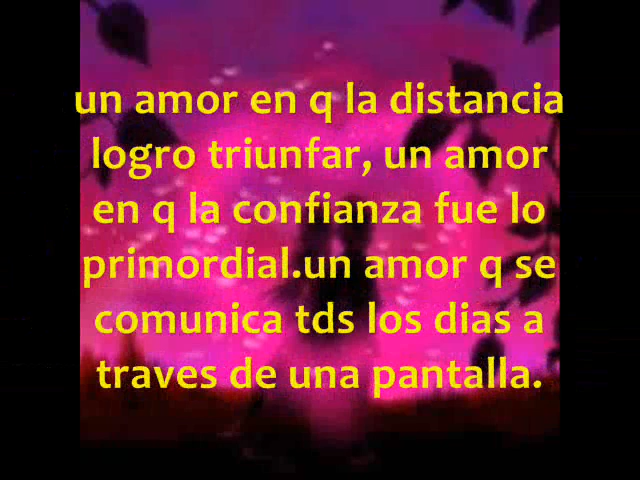 un amor en q la distancia
logro triunfar, un amor
en q la confianza fue lo
primordial.un amor q se
comunica tds los dias a
traves de una pantalla.